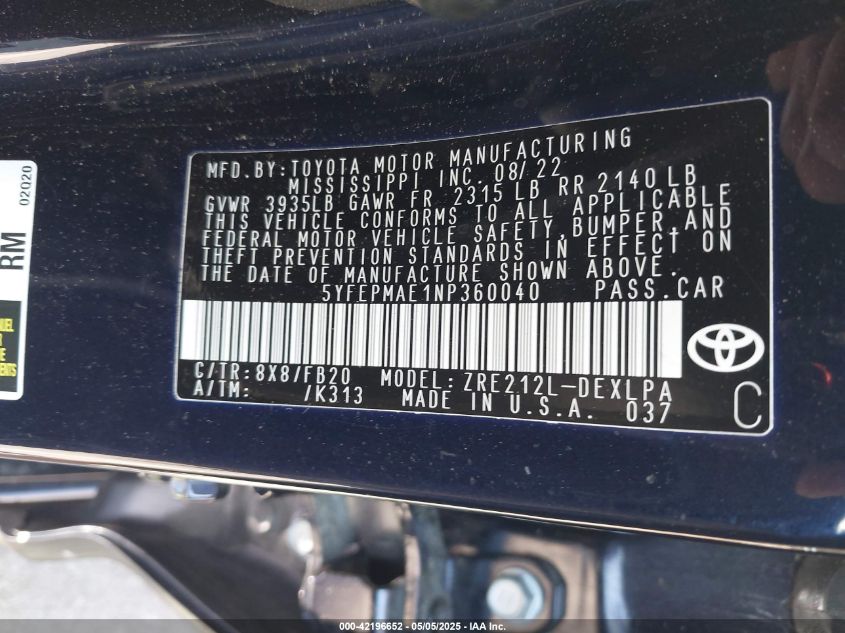 02020
RM
MFD.BY:TOYOTA MOTOR MANUFACTURING
MISSISSIPPI INC. 08/22
GVWR 3935LB GAWR FR 2315 LB RR 2140 LB
THIS VEHICLE CONFORMS TO ALL APPLICABLE
FEDERAL MOTOR VEHICLE SAFETY,BUMPER,AND
THEFT PREVENTION STANDARDS IN EFFECT ON
THE DATE OF MANUFACTURE SHOWN ABOVE.
5YFEPMAE1NP360040 PASS.CAR
C/TR:8X8/FB20 MODEL:ZRE212L-DEXLPA
A/TM: /K313 MADE IN U.S.A. 037
C
000-42196652 - 05/05/2025 - IAA Inc.